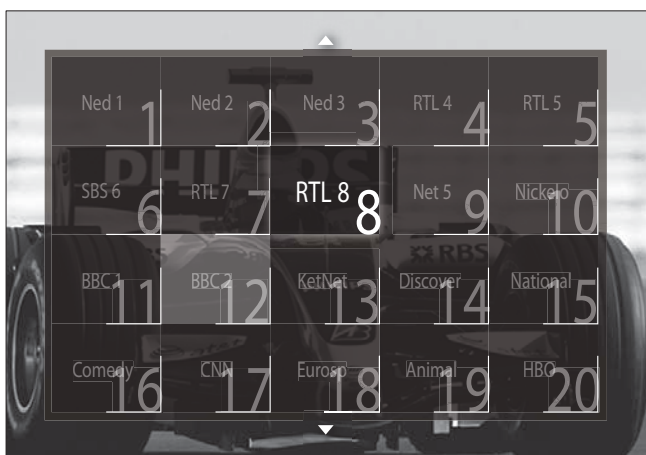 Ned 1 1 Ned 2 2 Ned 3 3 RTL 4 4 RTL 5 5
PHILIPS
SBS 6 6 RTL 7 7 RTL 8 8 Net 5 9 Nickelo 10
RBS
BBC 1 11 BBC 2 12 KetNet 13 Discover 14 National 15
Comedy 16 CNN 17 Eurosp 18 Animal 19 HBO 20